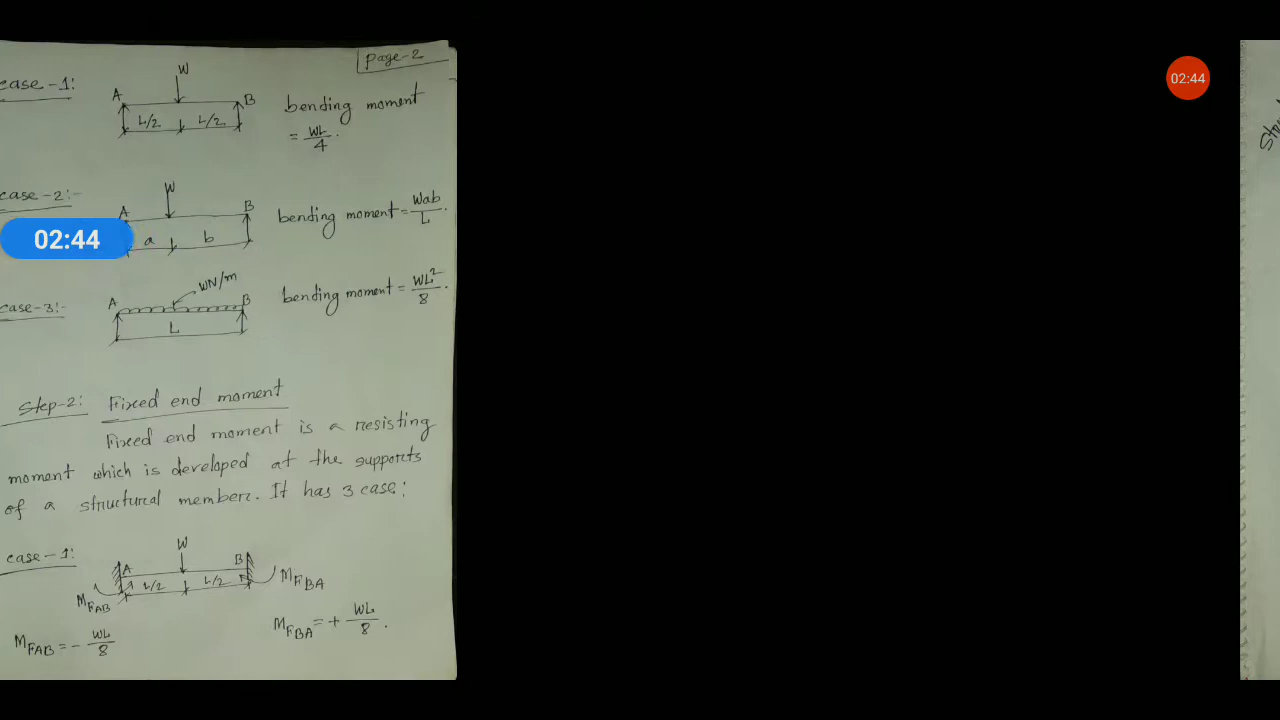 page-2
case-1:
W
A B
L/2 L/2
bending moment
= WL/4.
case-2:-
W
A B
a b
bending moment = Wab/L.
02:44
02:44
case-3:-
WN/m
A B
L
bending moment = WL²/8.
Step-2: Fixed end moment
Fixed end moment is a resisting
moment which is developed at the supports
of a structural member. It has 3 case:
case-1:
W
A B
L/2 L/2
MFAB MFBA
MFAB = - WL/8
MFBA = + WL/8.